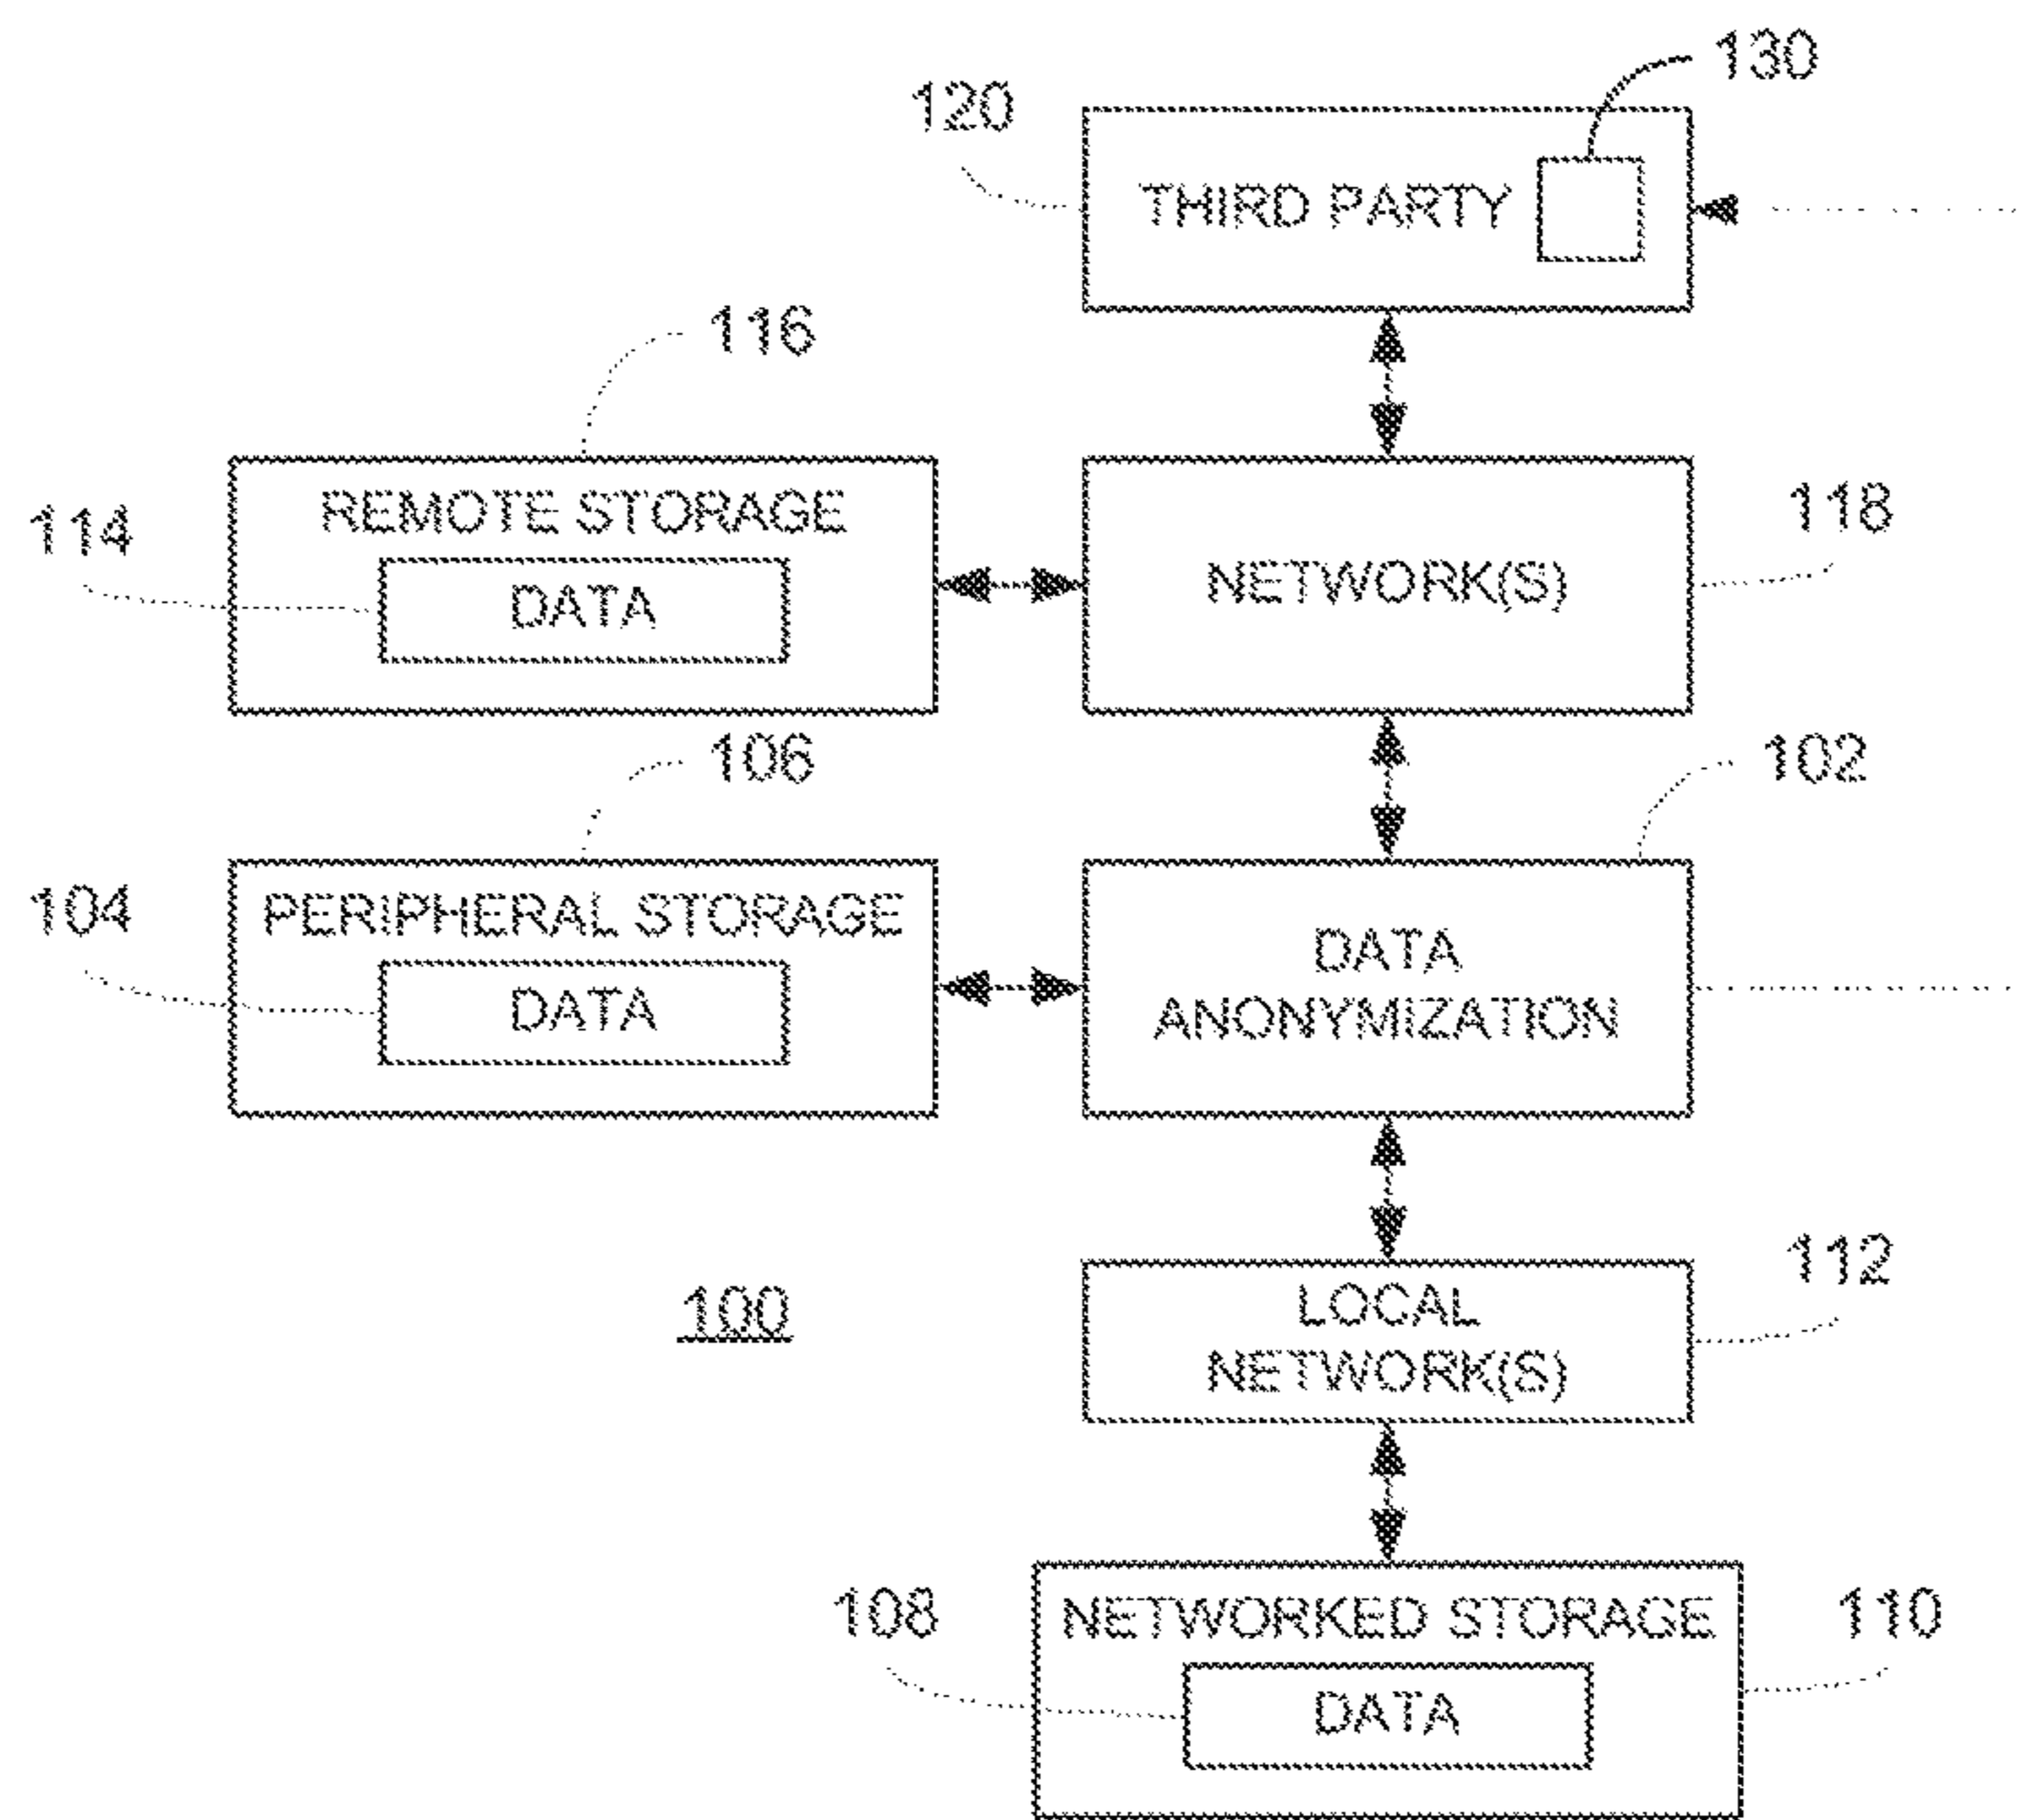 130
120
THIRD PARTY
116
REMOTE STORAGE
114
DATA
118
NETWORK(S)
106
102
104
PERIPHERAL STORAGE
DATA
DATA
ANONYMIZATION
112
100
LOCAL
NETWORK(S)
108
NETWORKED STORAGE
110
DATA